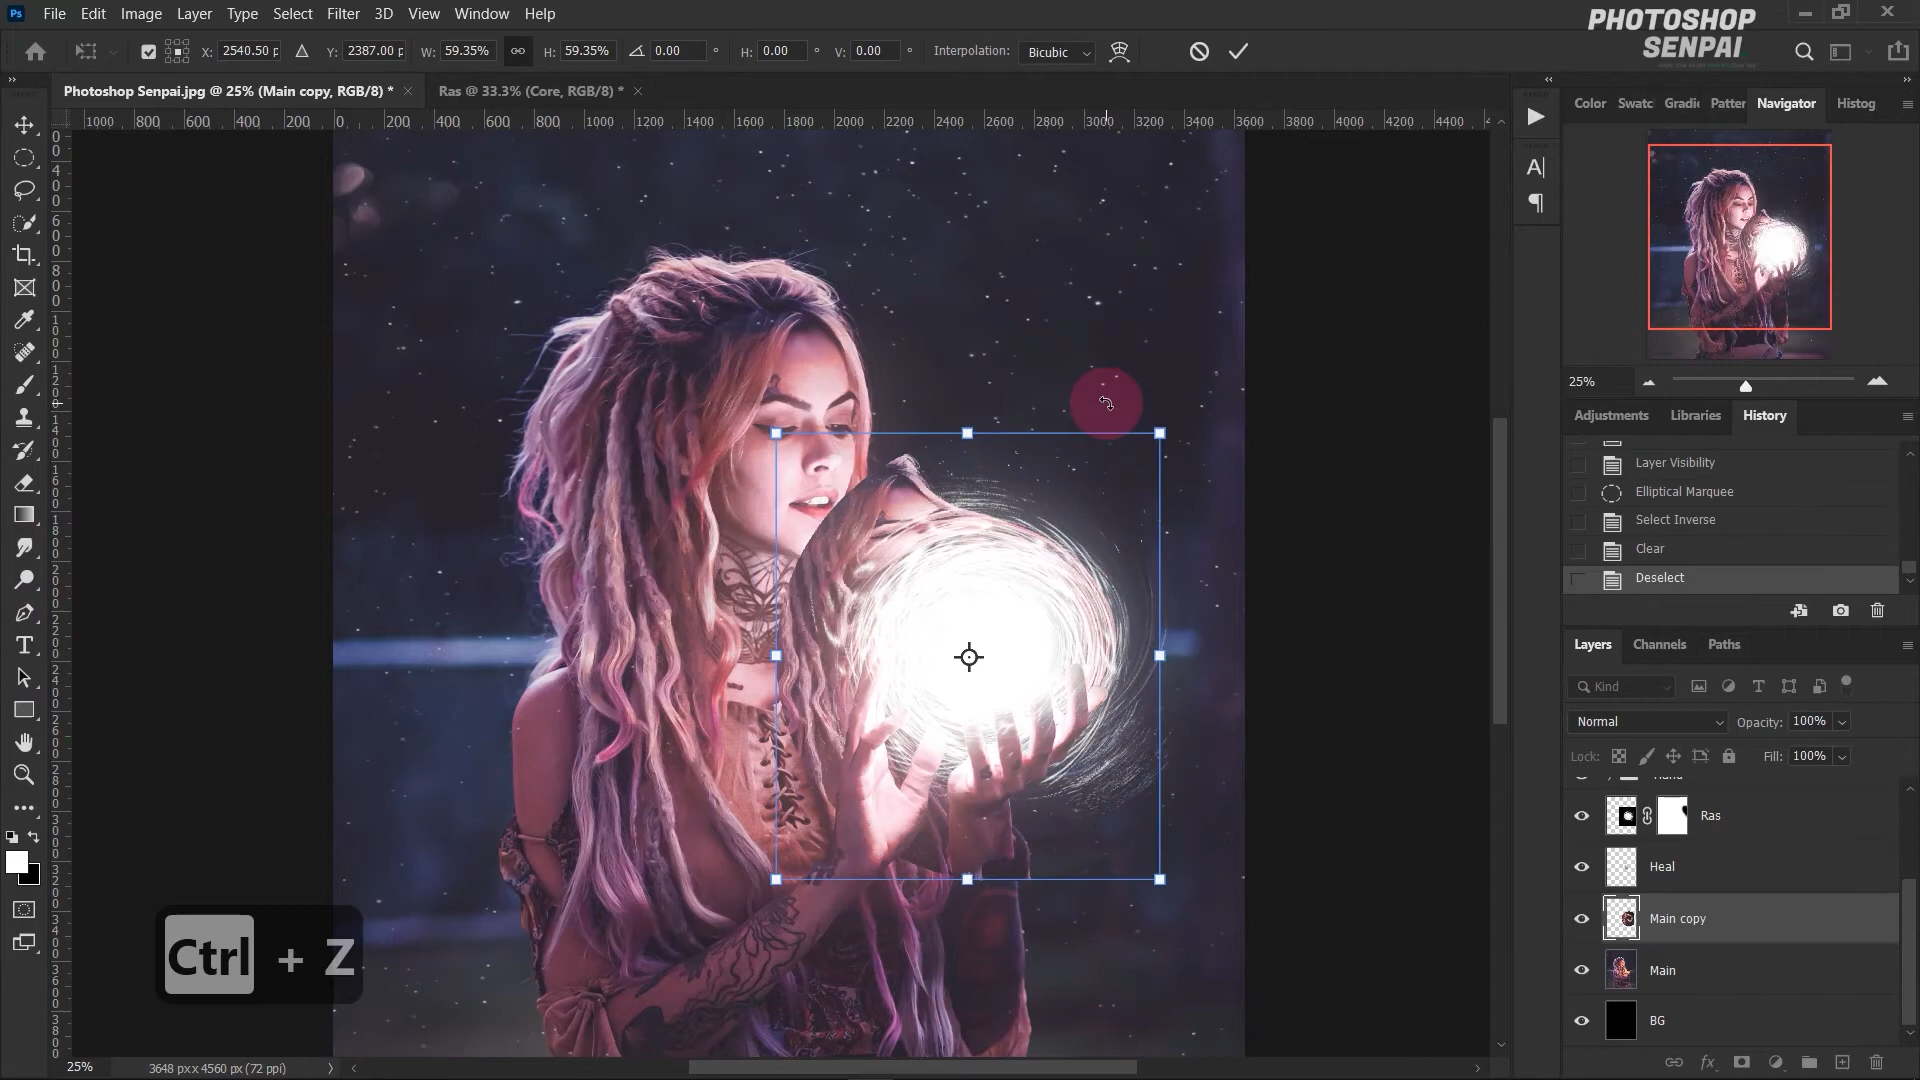 Ps File Edit Image Layer Type Select Filter 3D View Window Help
PHOTOSHOP
SENPAI
X: 2540.50 p Y: 2387.00 p W: 59.35% H: 59.35% 0.00 ° H: 0.00 ° V: 0.00 ° Interpolation: Bicubic
Photoshop Senpai.jpg @ 25% (Main copy, RGB/8) * × Ras @ 33.3% (Core, RGB/8) * ×
1000 800 600 400 200 0 200 400 600 800 1000 1200 1400 1600 1800 2000 2200 2400 2600 2800 3000 3200 3400 3600 3800 4000 4200 4400
Color Swatc Gradie Patter Navigator Histog
25%
Adjustments Libraries History
Layer Visibility
Elliptical Marquee
Select Inverse
Clear
Deselect
Layers Channels Paths
Kind
Normal Opacity: 100%
Lock: Fill: 100%
Ras
Heal
Main copy
Main
BG
Ctrl + Z
25% 3648 px x 4560 px (72 ppi)